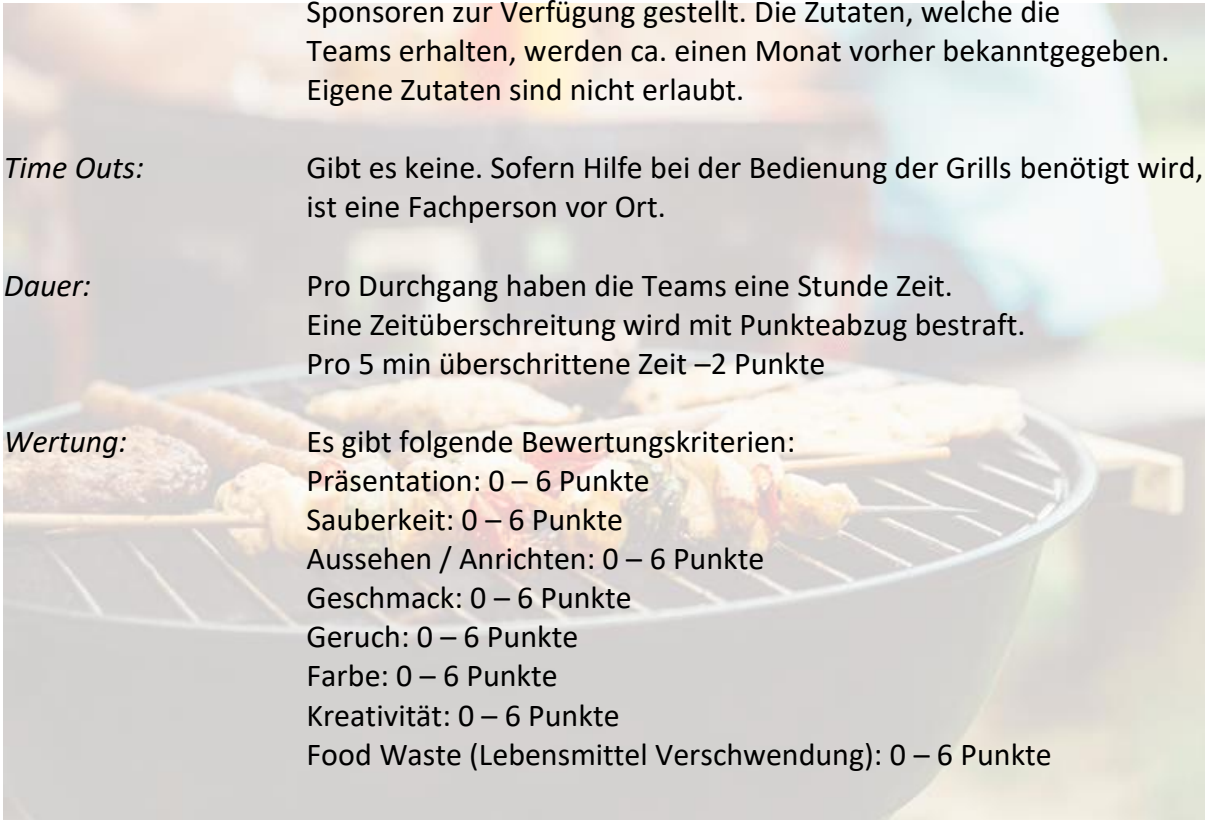 Sponsoren zur Verfügung gestellt. Die Zutaten, welche die
Teams erhalten, werden ca. einen Monat vorher bekanntgegeben.
Eigene Zutaten sind nicht erlaubt.
Time Outs: Gibt es keine. Sofern Hilfe bei der Bedienung der Grills benötigt wird,
ist eine Fachperson vor Ort.
Dauer: Pro Durchgang haben die Teams eine Stunde Zeit.
Eine Zeitüberschreitung wird mit Punkteabzug bestraft.
Pro 5 min überschrittene Zeit –2 Punkte
Wertung: Es gibt folgende Bewertungskriterien:
Präsentation: 0 – 6 Punkte
Sauberkeit: 0 – 6 Punkte
Aussehen / Anrichten: 0 – 6 Punkte
Geschmack: 0 – 6 Punkte
Geruch: 0 – 6 Punkte
Farbe: 0 – 6 Punkte
Kreativität: 0 – 6 Punkte
Food Waste (Lebensmittel Verschwendung): 0 – 6 Punkte